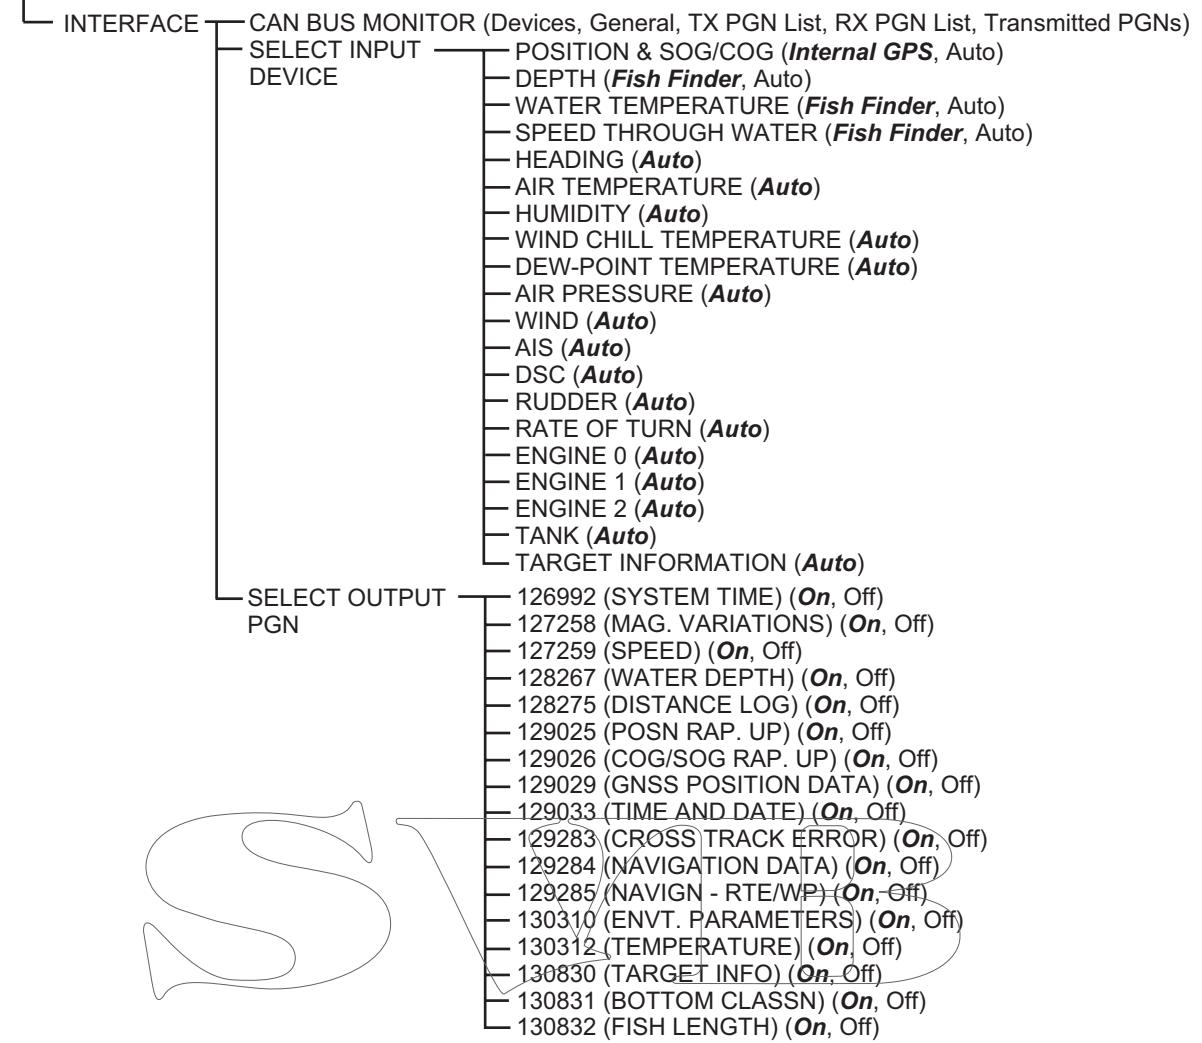 INTERFACE
CAN BUS MONITOR (Devices, General, TX PGN List, RX PGN List, Transmitted PGNs)
SELECT INPUT
DEVICE
POSITION & SOG/COG (Internal GPS, Auto)
DEPTH (Fish Finder, Auto)
WATER TEMPERATURE (Fish Finder, Auto)
SPEED THROUGH WATER (Fish Finder, Auto)
HEADING (Auto)
AIR TEMPERATURE (Auto)
HUMIDITY (Auto)
WIND CHILL TEMPERATURE (Auto)
DEW-POINT TEMPERATURE (Auto)
AIR PRESSURE (Auto)
WIND (Auto)
AIS (Auto)
DSC (Auto)
RUDDER (Auto)
RATE OF TURN (Auto)
ENGINE 0 (Auto)
ENGINE 1 (Auto)
ENGINE 2 (Auto)
TANK (Auto)
TARGET INFORMATION (Auto)
SELECT OUTPUT
PGN
126992 (SYSTEM TIME) (On, Off)
127258 (MAG. VARIATIONS) (On, Off)
127259 (SPEED) (On, Off)
128267 (WATER DEPTH) (On, Off)
128275 (DISTANCE LOG) (On, Off)
129025 (POSN RAP. UP) (On, Off)
129026 (COG/SOG RAP. UP) (On, Off)
129029 (GNSS POSITION DATA) (On, Off)
129033 (TIME AND DATE) (On, Off)
129283 (CROSS TRACK ERROR) (On, Off)
129284 (NAVIGATION DATA) (On, Off)
129285 (NAVIGN - RTE/WP) (On, Off)
130310 (ENVT. PARAMETERS) (On, Off)
130312 (TEMPERATURE) (On, Off)
130830 (TARGET INFO) (On, Off)
130831 (BOTTOM CLASSN) (On, Off)
130832 (FISH LENGTH) (On, Off)
SVB